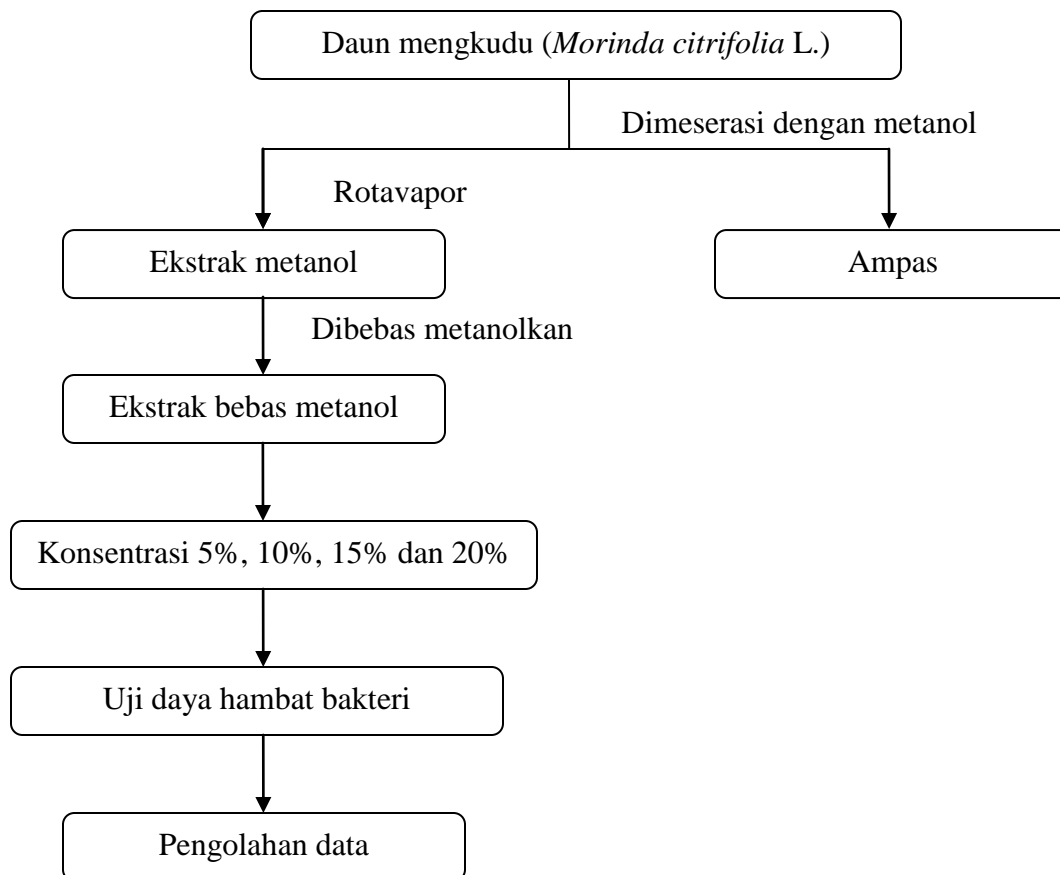 Daun mengkudu (Morinda citrifolia L.)
Dimeserasi dengan metanol
Rotavapor
Ekstrak metanol
Ampas
Dibebas metanolkan
Ekstrak bebas metanol
Konsentrasi 5%, 10%, 15% dan 20%
Uji daya hambat bakteri
Pengolahan data